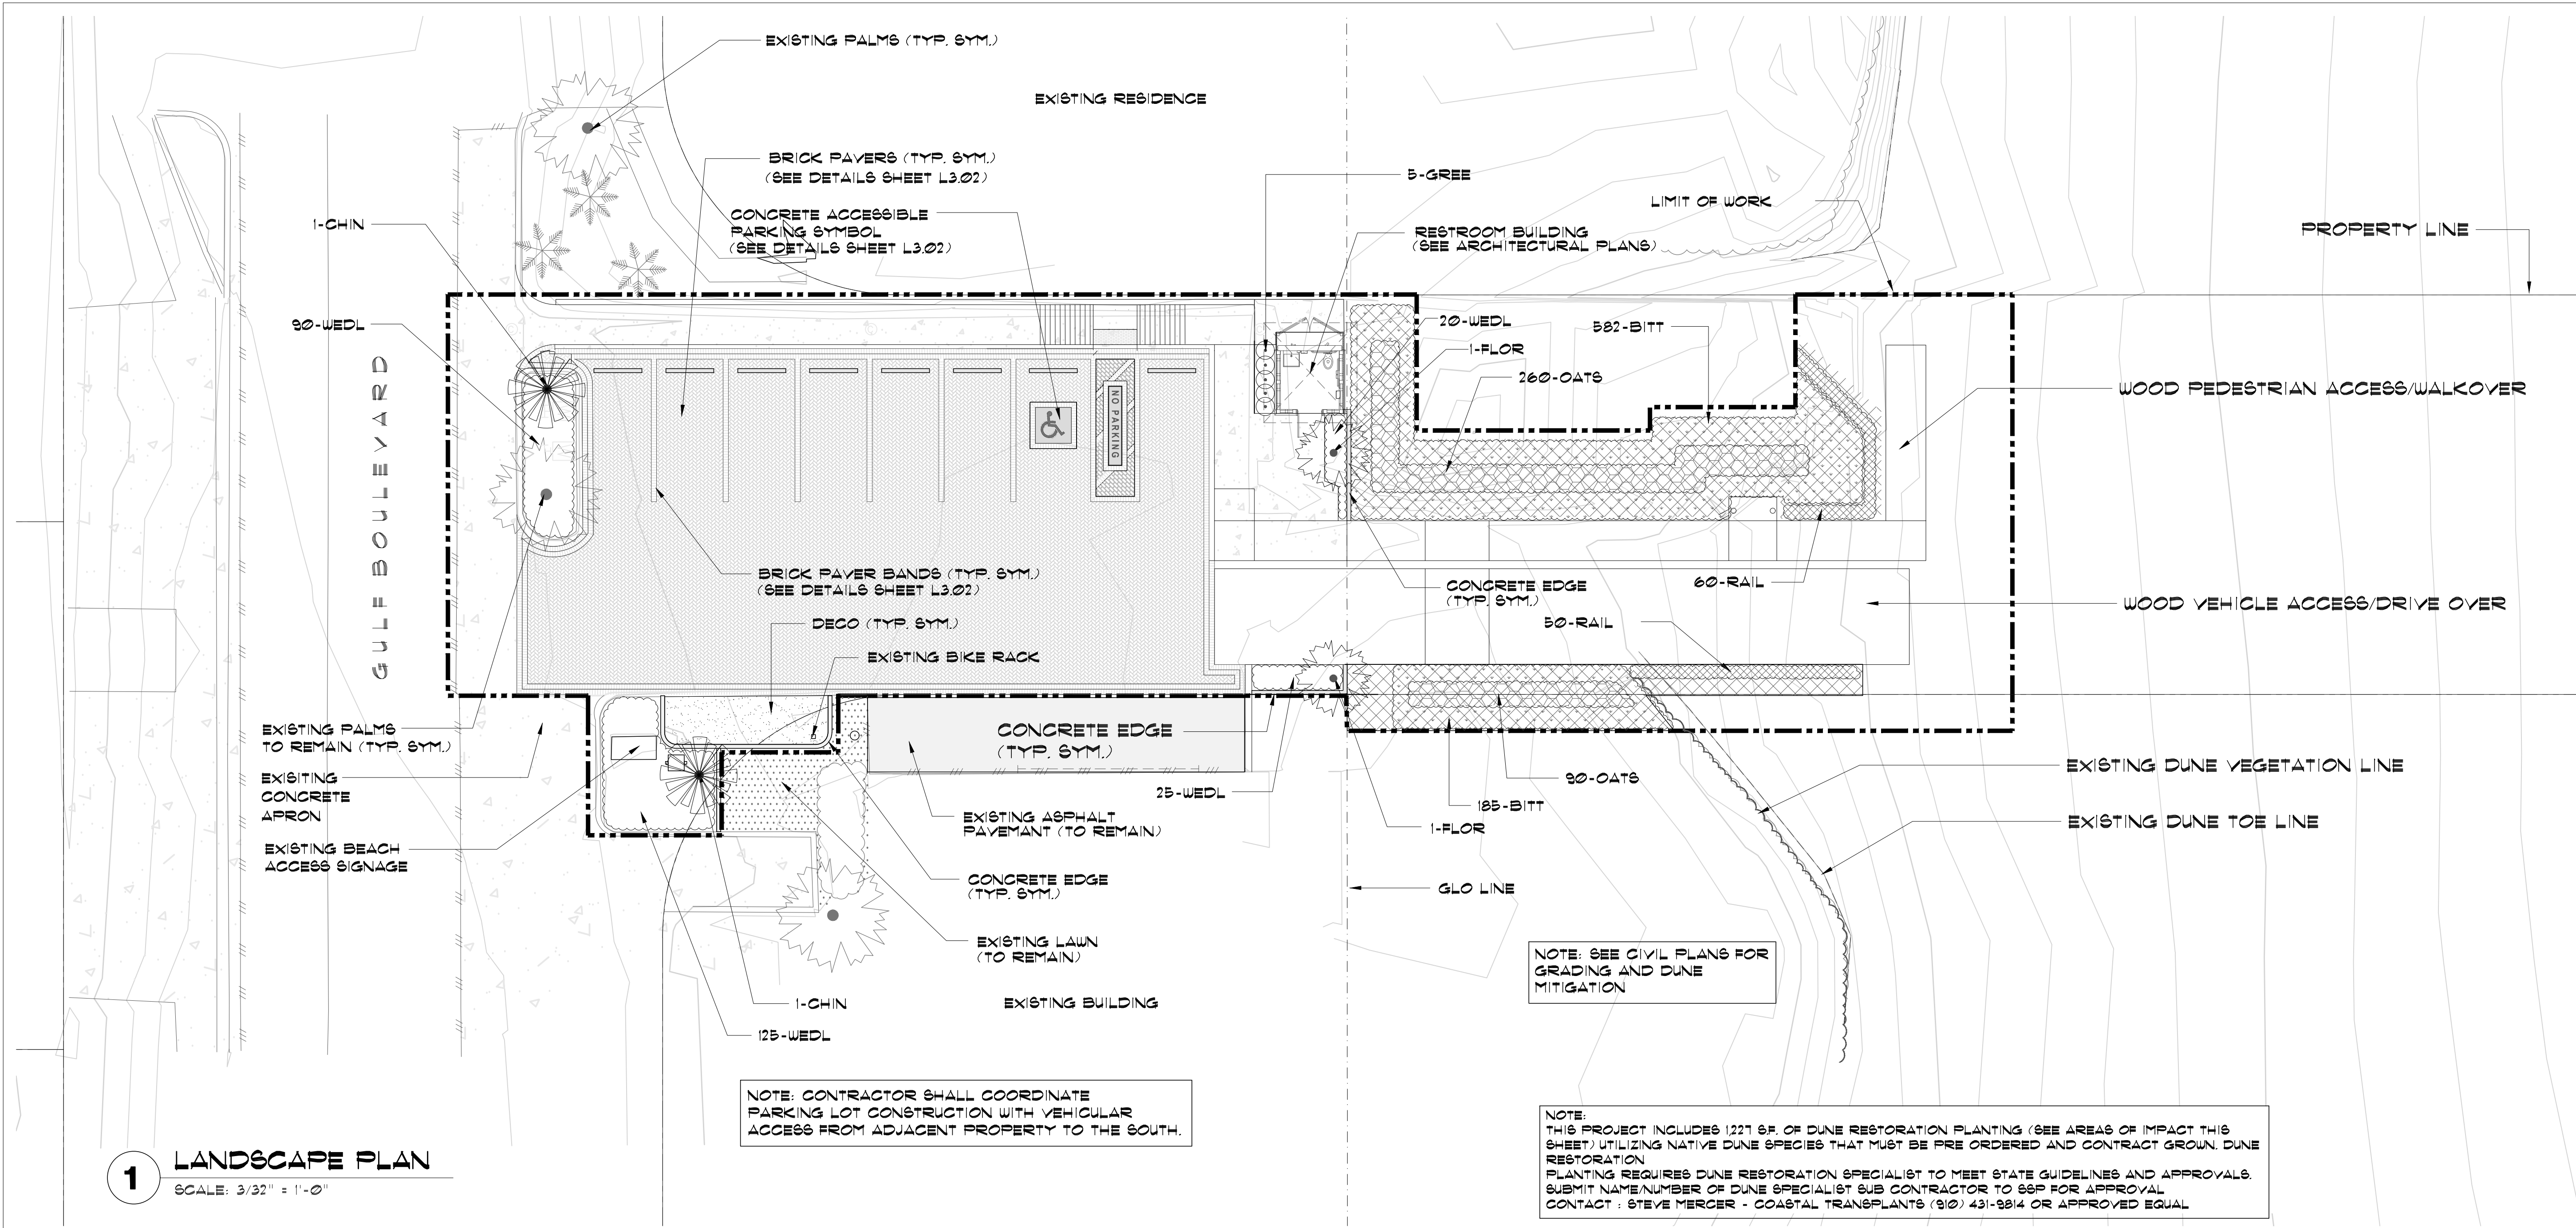 EXISTING PALMS (TYP. SYM.)
EXISTING RESIDENCE
BRICK PAVERS (TYP. SYM.)
(SEE DETAILS SHEET L3.02)
5-GREE
LIMIT OF WORK
CONCRETE ACCESSIBLE
PARKING SYMBOL
(SEE DETAILS SHEET L3.02)
1-CHIN
RESTROOM BUILDING
(SEE ARCHITECTURAL PLANS)
PROPERTY LINE
90-WEDL
20-WEDL
582-BITT
1-FLOR
260-OATS
WOOD PEDESTRIAN ACCESS/WALKOVER
NO PARKING
GULF BOULEVARD
BRICK PAVER BANDS (TYP. SYM.)
(SEE DETAILS SHEET L3.02)
CONCRETE EDGE
(TYP. SYM.)
60-RAIL
WOOD VEHICLE ACCESS/DRIVE OVER
DECO (TYP. SYM.)
50-RAIL
EXISTING BIKE RACK
EXISTING PALMS
TO REMAIN (TYP. SYM.)
CONCRETE EDGE
(TYP. SYM.)
EXISITING
CONCRETE
APRON
90-OATS
EXISTING DUNE VEGETATION LINE
25-WEDL
185-BITT
EXISTING ASPHALT
PAVEMANT (TO REMAIN)
1-FLOR
EXISTING DUNE TOE LINE
EXISTING BEACH
ACCESS SIGNAGE
CONCRETE EDGE
(TYP. SYM.)
GLO LINE
EXISTING LAWN
(TO REMAIN)
NOTE: SEE CIVIL PLANS FOR
GRADING AND DUNE
MITIGATION
1-CHIN
EXISTING BUILDING
125-WEDL
NOTE: CONTRACTOR SHALL COORDINATE
PARKING LOT CONSTRUCTION WITH VEHICULAR
ACCESS FROM ADJACENT PROPERTY TO THE SOUTH.
NOTE:
THIS PROJECT INCLUDES 1,227 S.F. OF DUNE RESTORATION PLANTING (SEE AREAS OF IMPACT THIS
SHEET) UTILIZING NATIVE DUNE SPECIES THAT MUST BE PRE ORDERED AND CONTRACT GROWN. DUNE
RESTORATION
PLANTING REQUIRES DUNE RESTORATION SPECIALIST TO MEET STATE GUIDELINES AND APPROVALS.
SUBMIT NAME/NUMBER OF DUNE SPECIALIST SUB CONTRACTOR TO SSP FOR APPROVAL
CONTACT : STEVE MERCER - COASTAL TRANSPLANTS (910) 431-9814 OR APPROVED EQUAL
1 LANDSCAPE PLAN
SCALE: 3/32" = 1'-0"